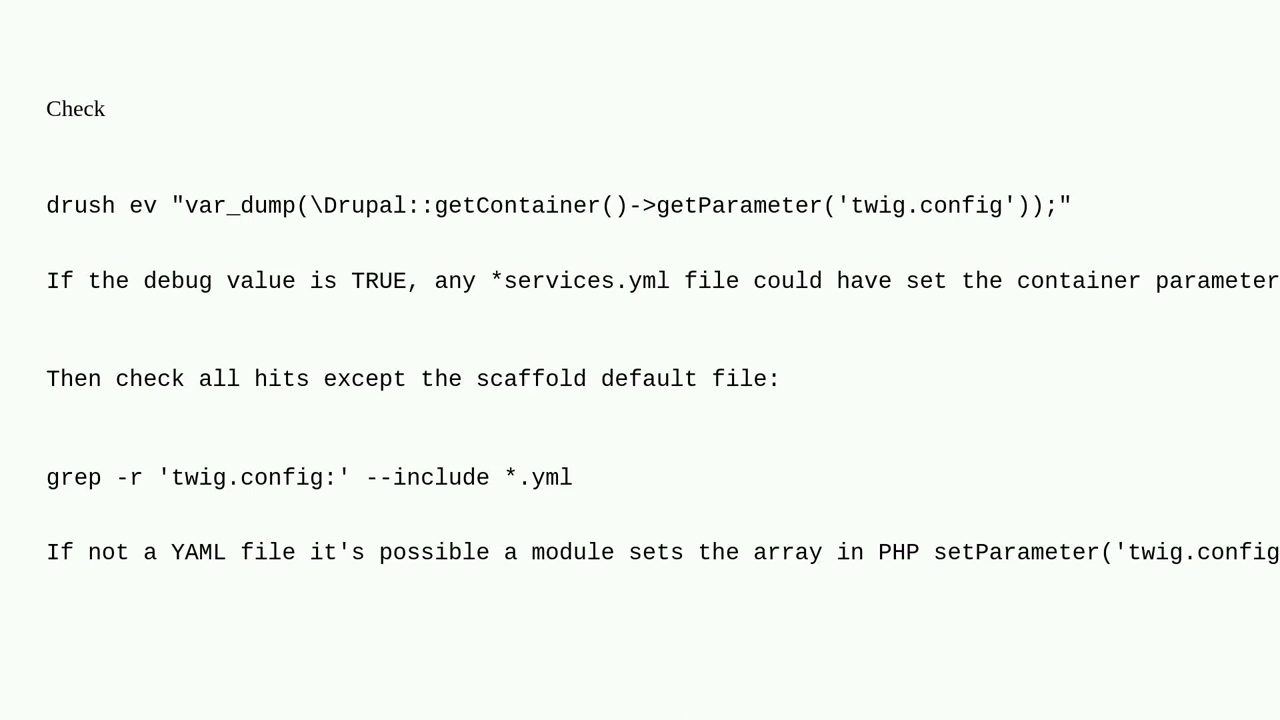 Check
drush ev "var_dump(\Drupal::getContainer()->getParameter('twig.config'));"
If the debug value is TRUE, any *services.yml file could have set the container parameter
Then check all hits except the scaffold default file:
grep -r 'twig.config:' --include *.yml
If not a YAML file it's possible a module sets the array in PHP setParameter('twig.config